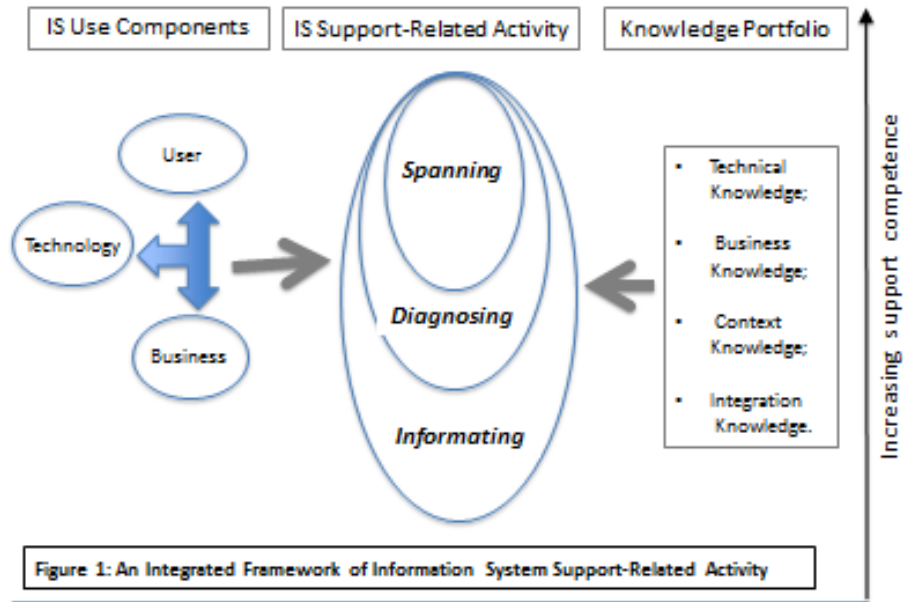 IS Use Components
IS Support-Related Activity
Knowledge Portfolio
User
Technology
Business
Spanning
Diagnosing
Informating
▪ Technical
Knowledge;
▪ Business
Knowledge;
▪ Context
Knowledge;
▪ Integration
Knowledge.
Increasing support competence
Figure 1: An Integrated Framework of Information System Support-Related Activity